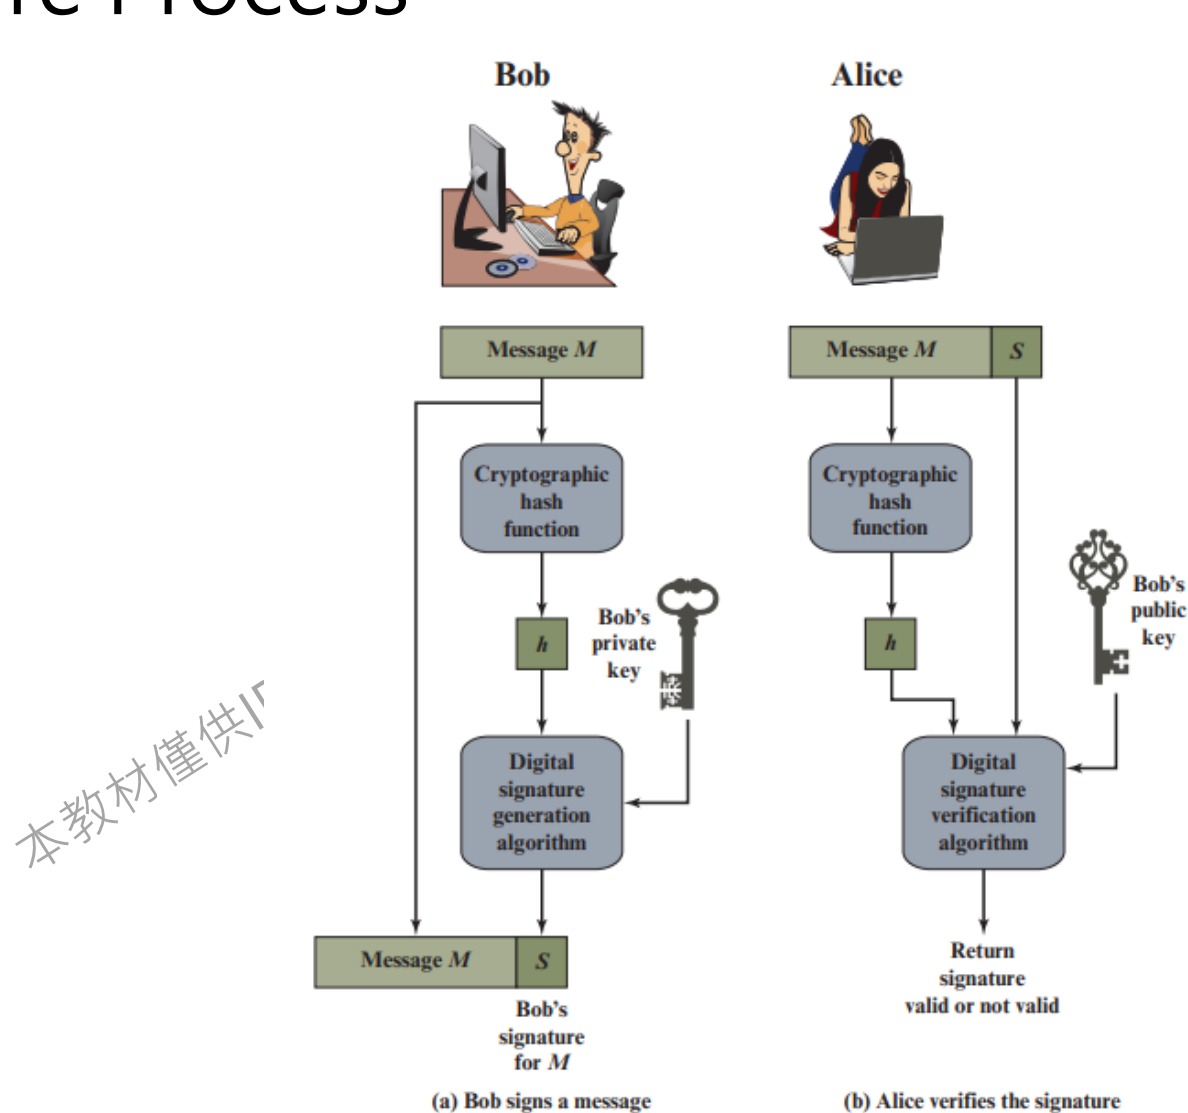 Process
Bob
Alice
Message M
Message M S
Cryptographic
hash
function
Cryptographic
hash
function
h
Bob's
private
key
h
Bob's
public
key
Digital
signature
generation
algorithm
Digital
signature
verification
algorithm
Message M S
Bob's
signature
for M
Return
signature
valid or not valid
(a) Bob signs a message
(b) Alice verifies the signature
本教材僅供